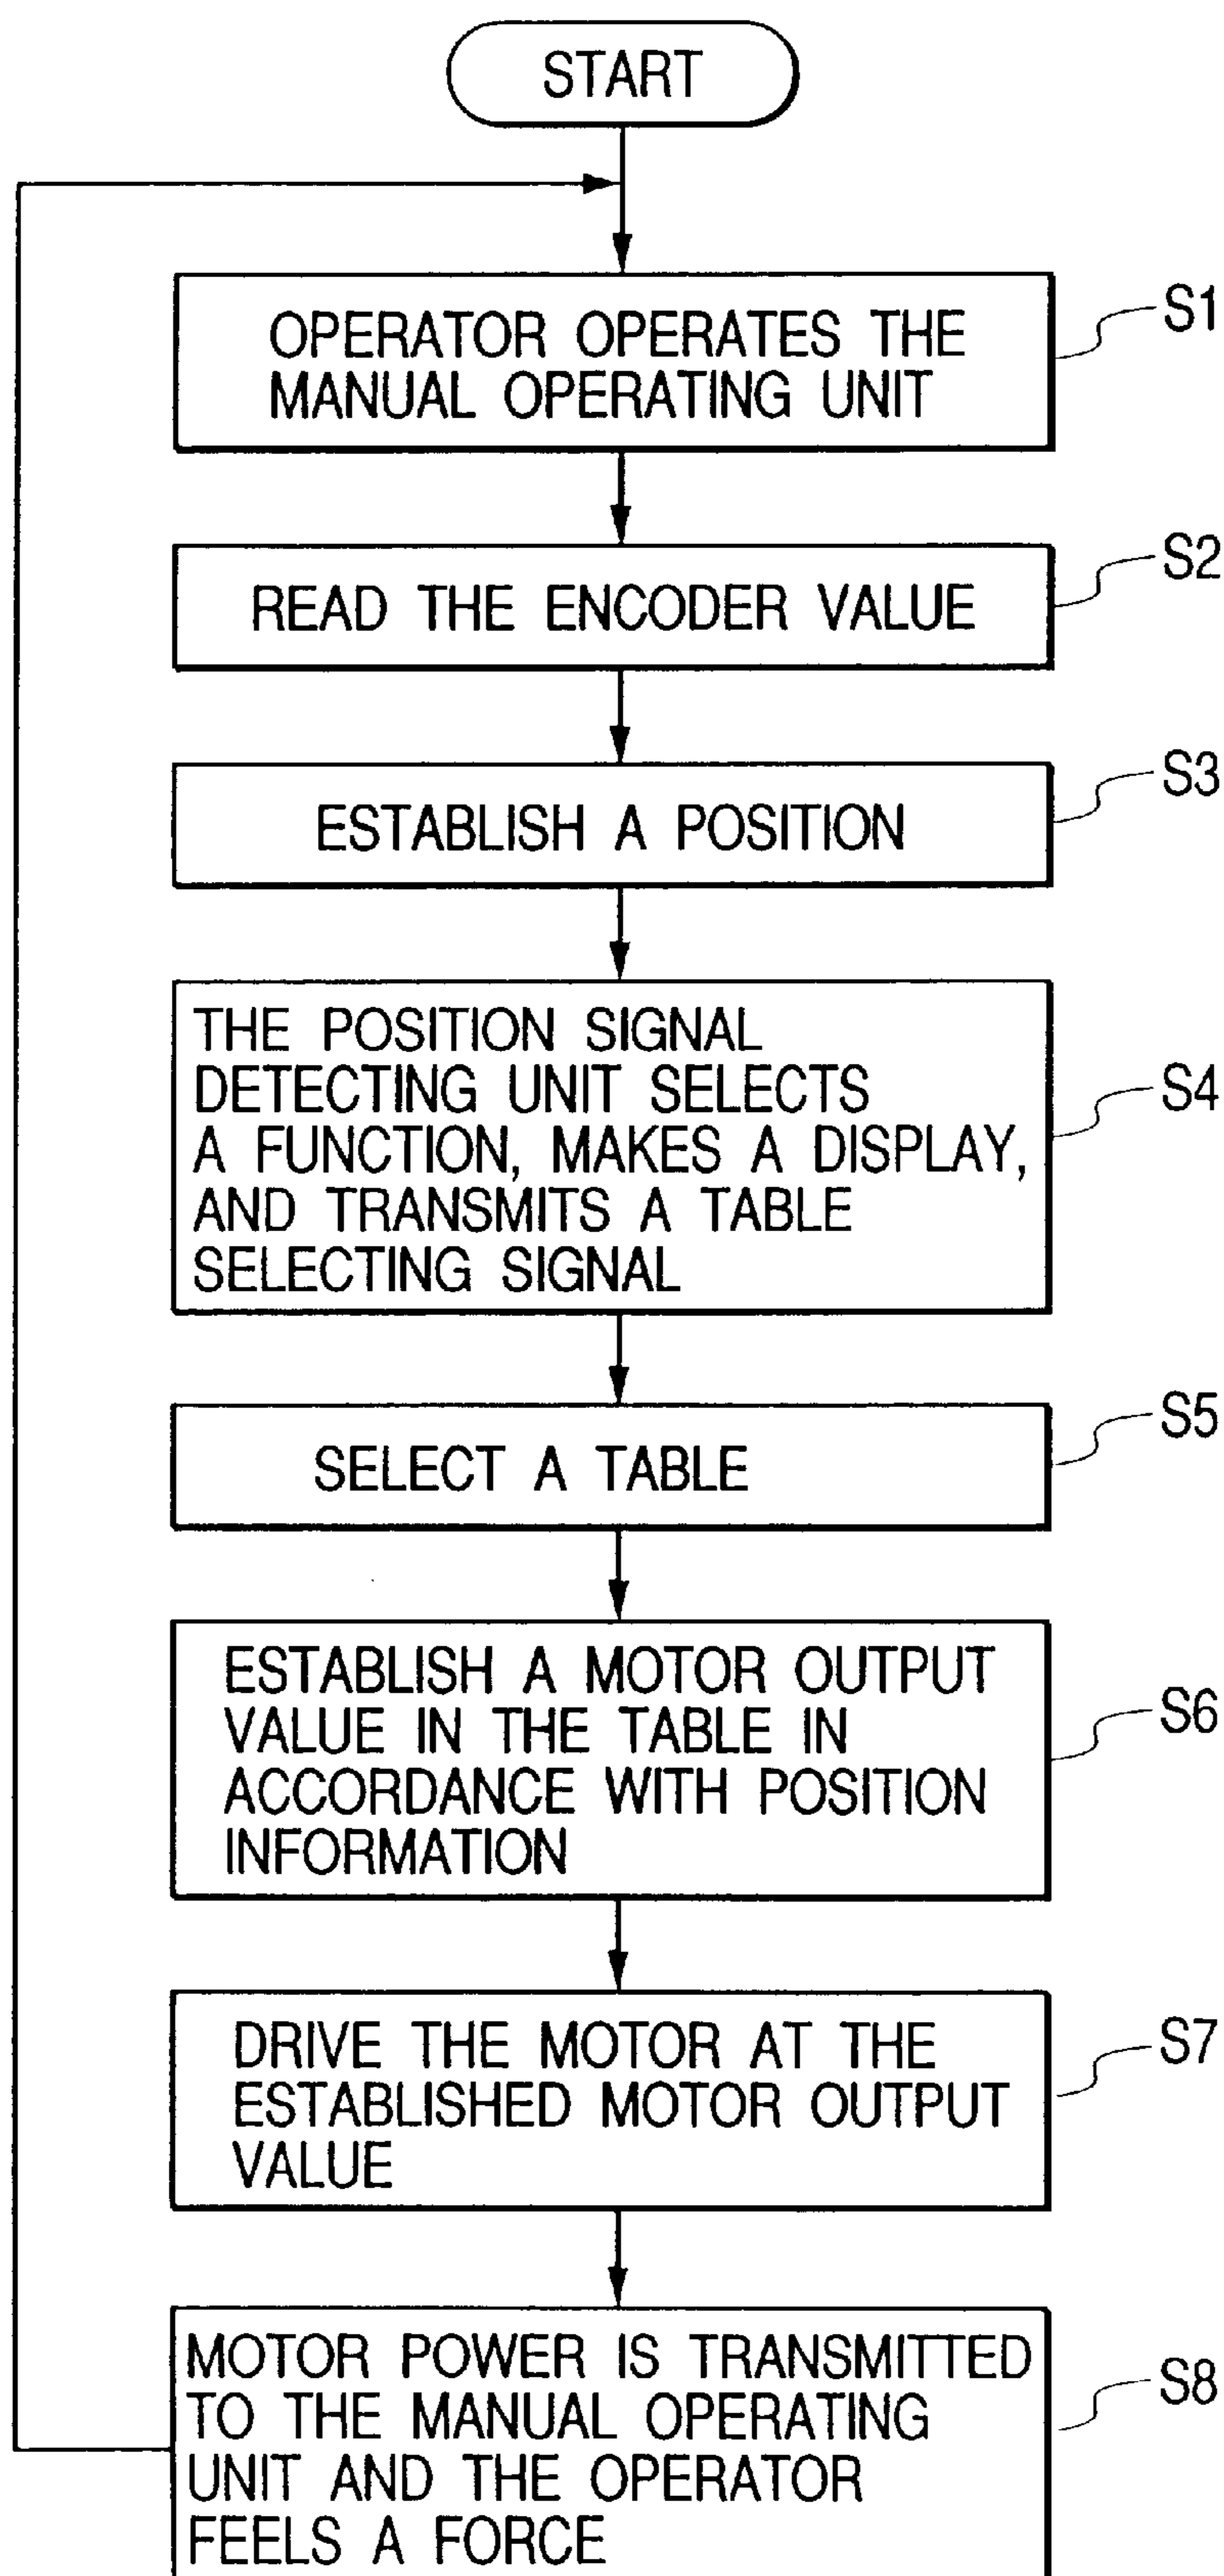 START
OPERATOR OPERATES THE
MANUAL OPERATING UNIT
S1
READ THE ENCODER VALUE
S2
ESTABLISH A POSITION
S3
THE POSITION SIGNAL
DETECTING UNIT SELECTS
A FUNCTION, MAKES A DISPLAY,
AND TRANSMITS A TABLE
SELECTING SIGNAL
S4
SELECT A TABLE
S5
ESTABLISH A MOTOR OUTPUT
VALUE IN THE TABLE IN
ACCORDANCE WITH POSITION
INFORMATION
S6
DRIVE THE MOTOR AT THE
ESTABLISHED MOTOR OUTPUT
VALUE
S7
MOTOR POWER IS TRANSMITTED
TO THE MANUAL OPERATING
UNIT AND THE OPERATOR
FEELS A FORCE
S8